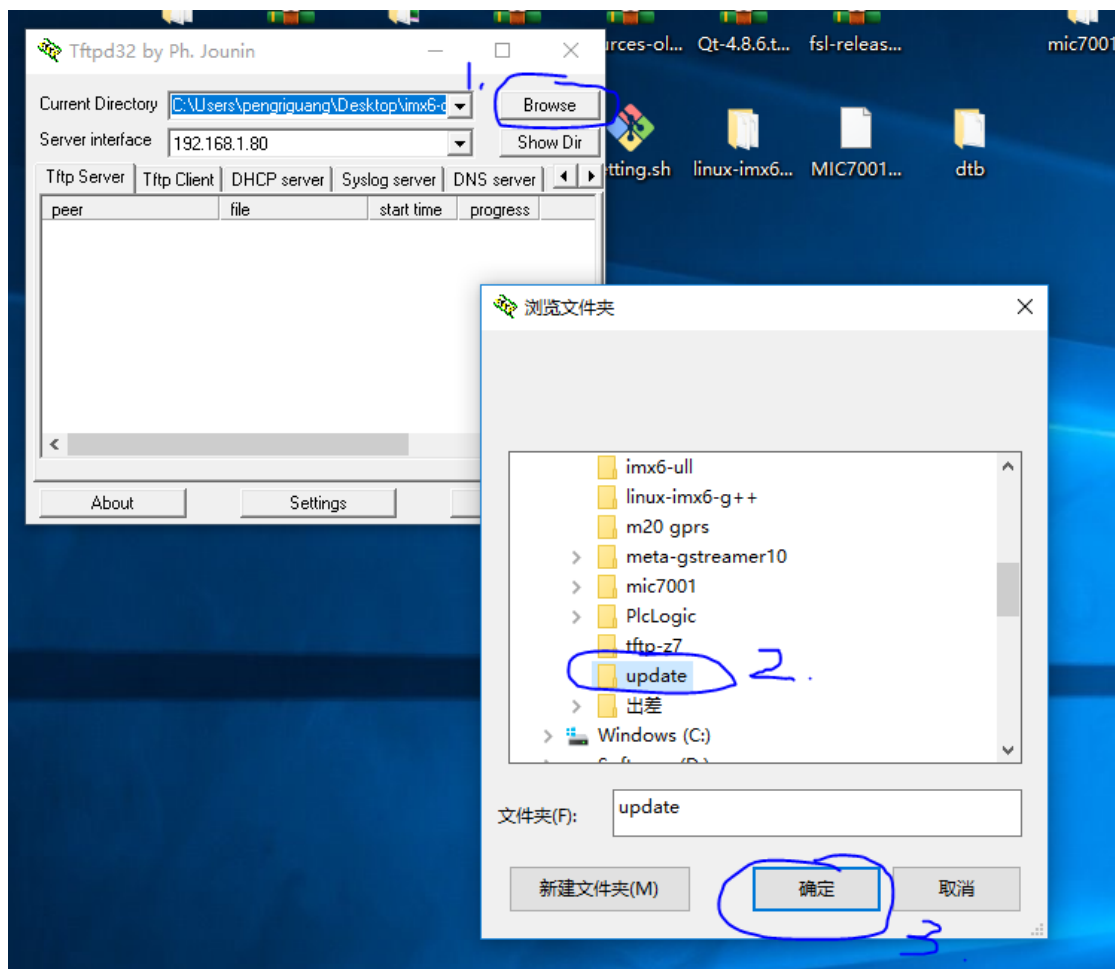 Tftpd32 by Ph. Jounin
1.
Current Directory C:\Users\pengriguang\Desktop\imx6- Browse
Server interface 192.168.1.80 Show Dir
Tftp Server Tftp Client DHCP server Syslog server DNS server
peer file start time progress
About Settings
urces-ol... Qt-4.8.6.t... fsl-releas... mic7001
etting.sh linux-imx6... MIC7001... dtb
浏览文件夹
imx6-ull
linux-imx6-g++
m20 gprs
meta-gstreamer10
mic7001
PlcLogic
tftp-z7
update 2.
出差
Windows (C:)
文件夹(F): update
新建文件夹(M) 确定 取消
3.